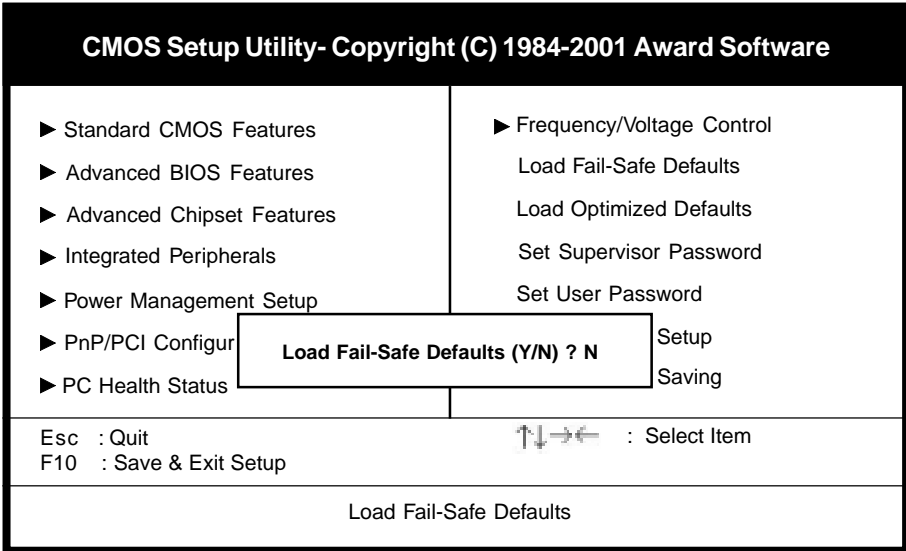 CMOS Setup Utility- Copyright (C) 1984-2001 Award Software
▶ Standard CMOS Features
▶ Advanced BIOS Features
▶ Advanced Chipset Features
▶ Integrated Peripherals
▶ Power Management Setup
▶ PnP/PCI Configur
▶ PC Health Status
▶ Frequency/Voltage Control
Load Fail-Safe Defaults
Load Optimized Defaults
Set Supervisor Password
Set User Password
Setup
Saving
Load Fail-Safe Defaults (Y/N) ? N
Esc : Quit
F10 : Save & Exit Setup
↑↓→← : Select Item
Load Fail-Safe Defaults